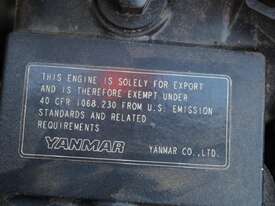 THIS ENGINE IS SOLELY FOR EXPORT
AND IS THEREFORE EXEMPT UNDER
40 CFR 1068.230 FROM U.S. EMISSION
STANDARDS AND RELATED
REQUIREMENTS
YANMAR YANMAR CO.,LTD.